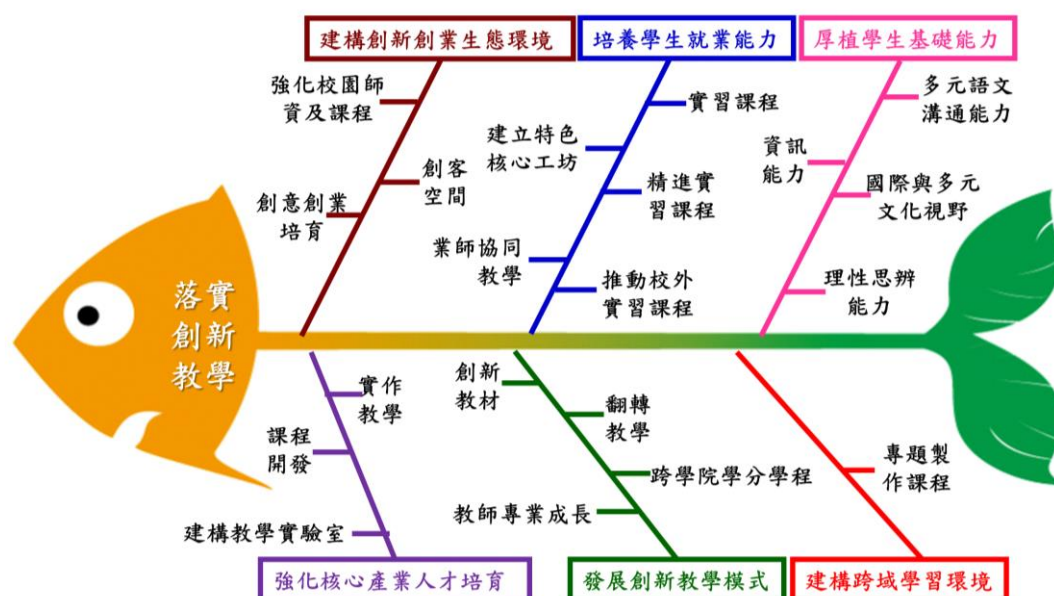 建構創新創業生態環境
培養學生就業能力
厚植學生基礎能力
強化校園師
資及課程
創客
空間
創意創業
培育
實習課程
建立特色
核心工坊
精進實
習課程
業師協同
教學
推動校外
實習課程
多元語文
溝通能力
資訊
能力
國際與多元
文化視野
理性思辨
能力
落實
創新
教學
實作
教學
課程
開發
建構教學實驗室
創新
教材
翻轉
教學
跨學院學分學程
教師專業成長
專題製
作課程
強化核心產業人才培育
發展創新教學模式
建構跨域學習環境